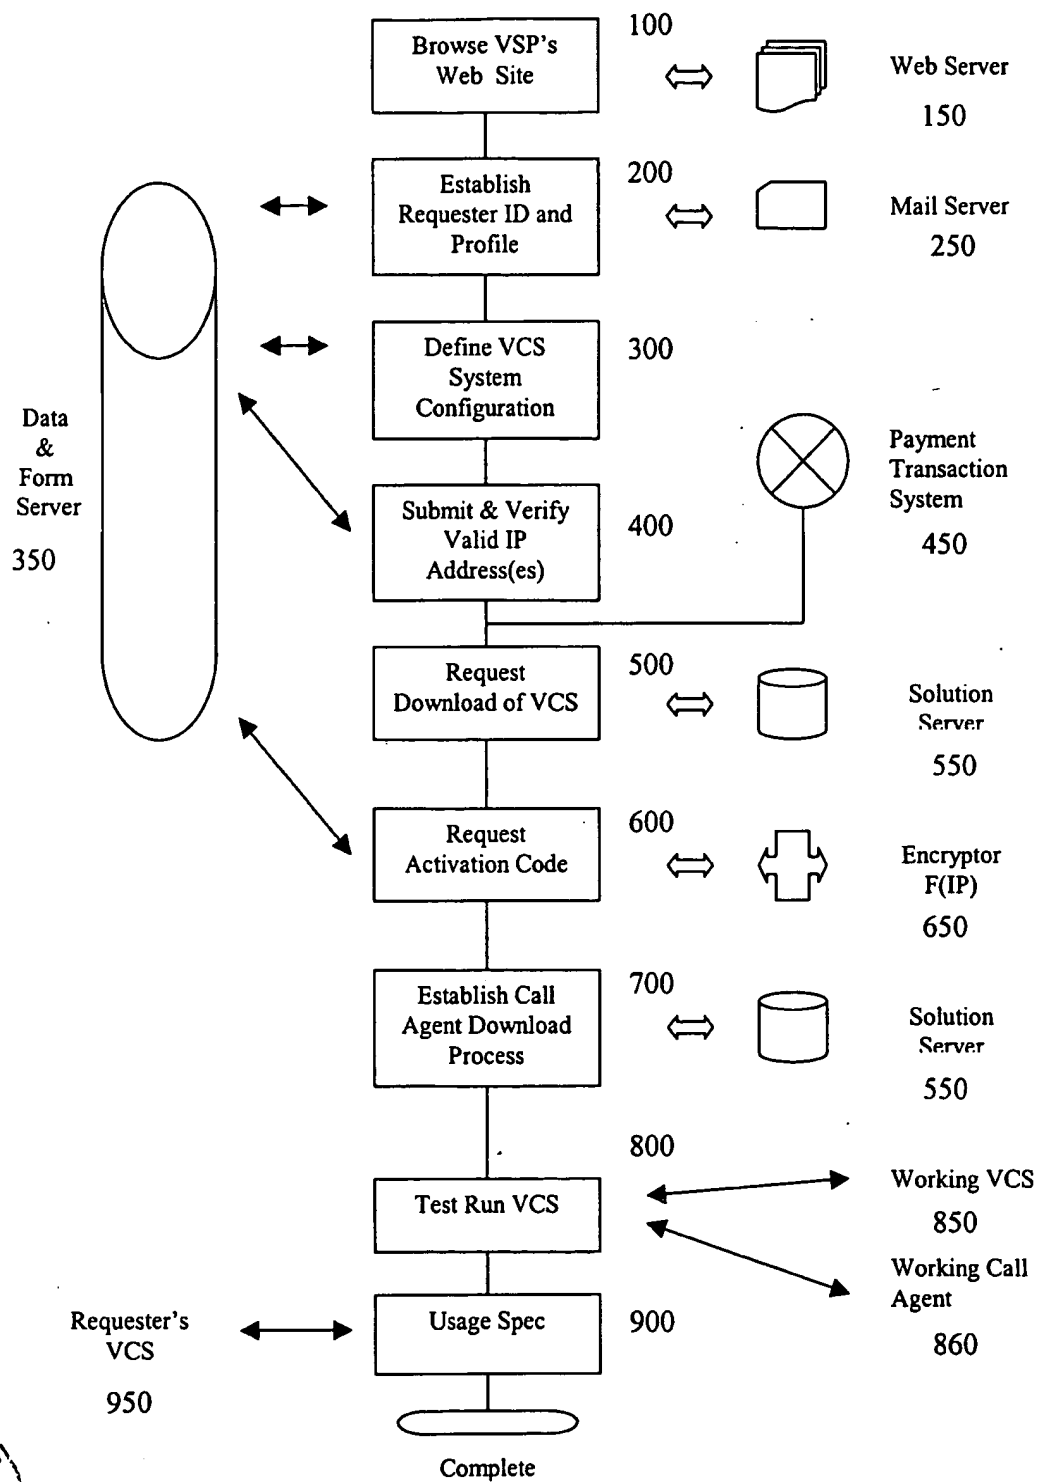 100
Browse VSP's
Web Site
Web Server
150
200
Establish
Requester ID and
Profile
Mail Server
250
300
Define VCS
System
Configuration
Data
&
Form
Server
350
Payment
Transaction
System
450
400
Submit & Verify
Valid IP
Address(es)
500
Request
Download of VCS
Solution
Server
550
600
Request
Activation Code
Encryptor
F(IP)
650
700
Establish Call
Agent Download
Process
Solution
Server
550
800
Test Run VCS
Working VCS
850
Working Call
Agent
860
Requester's
VCS
950
Usage Spec
900
Complete